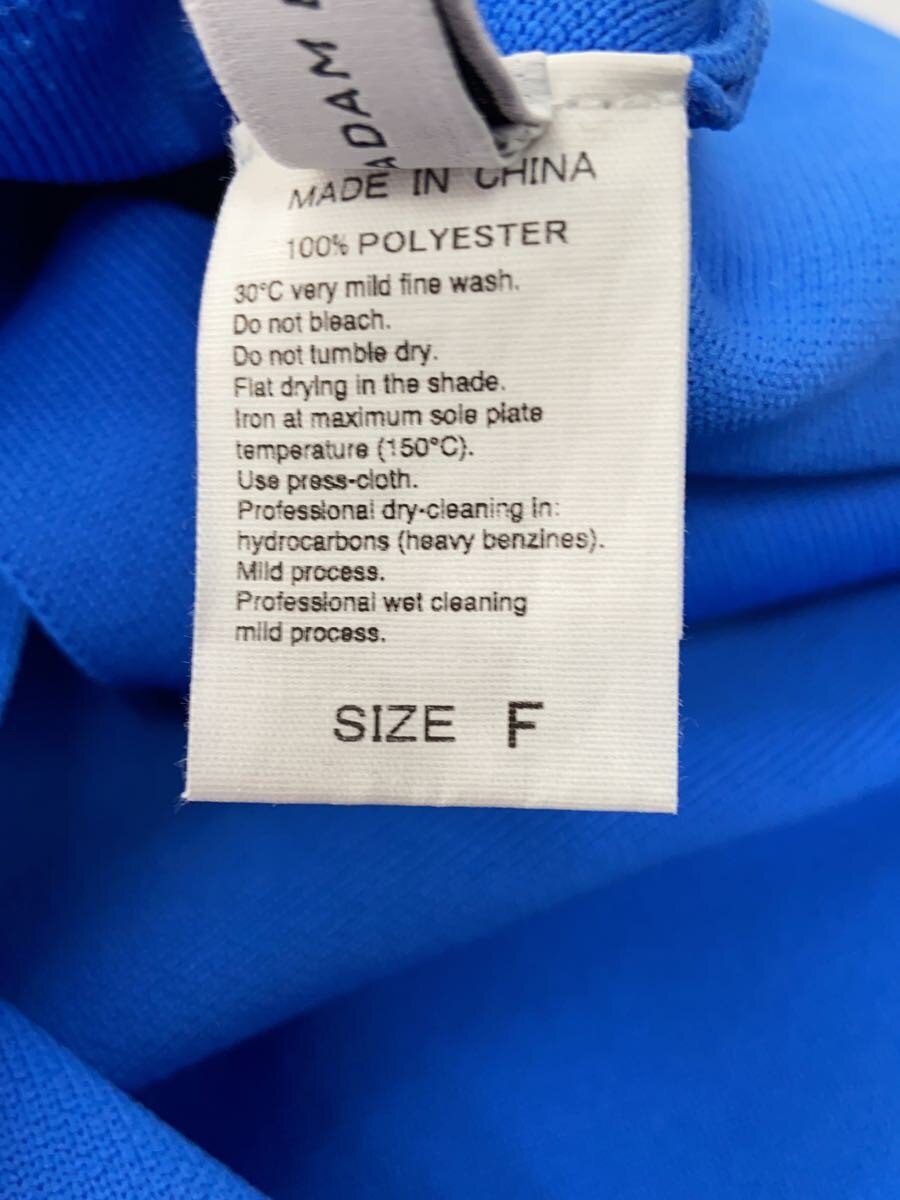 ADAM
MADE IN CHINA
100% POLYESTER
30°C very mild fine wash.
Do not bleach.
Do not tumble dry.
Flat drying in the shade.
Iron at maximum sole plate
temperature (150°C).
Use press-cloth.
Professional dry-cleaning in:
hydrocarbons (heavy benzines).
Mild process.
Professional wet cleaning
mild process.
SIZE F